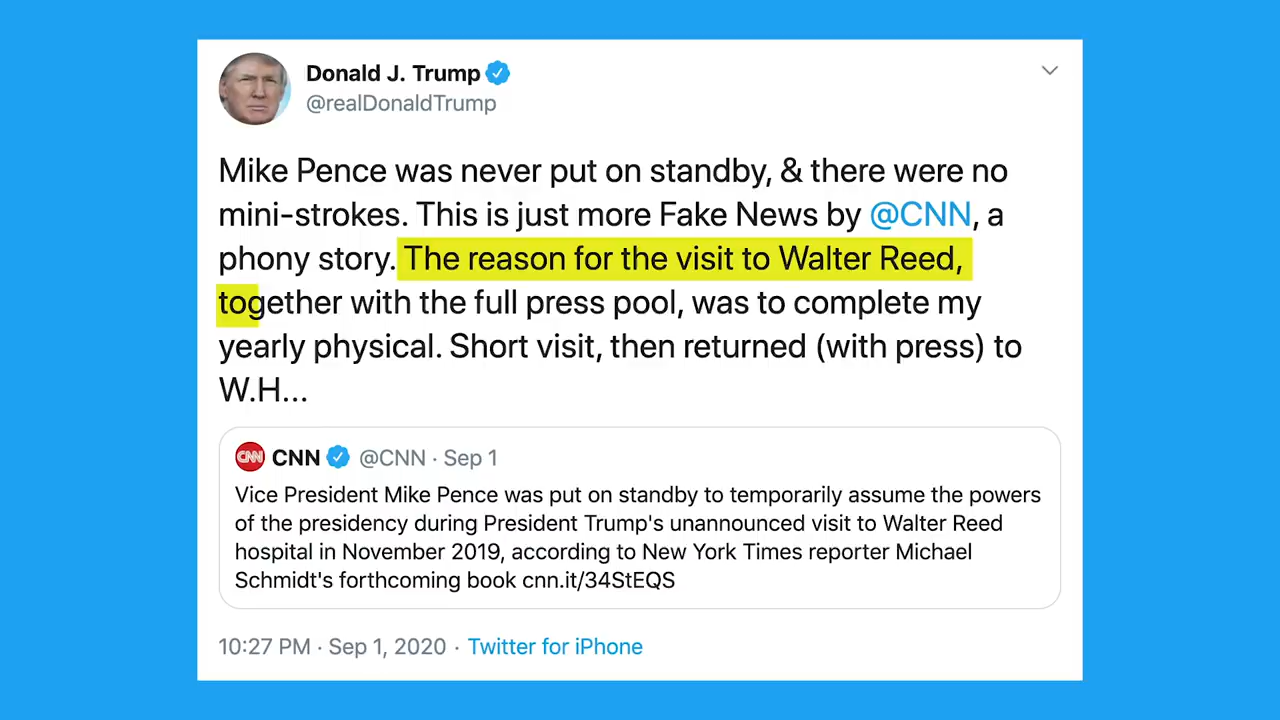 Donald J. Trump
@realDonaldTrump
Mike Pence was never put on standby, & there were no
mini-strokes. This is just more Fake News by @CNN, a
phony story. The reason for the visit to Walter Reed,
together with the full press pool, was to complete my
yearly physical. Short visit, then returned (with press) to
W.H...
CNN CNN @CNN · Sep 1
Vice President Mike Pence was put on standby to temporarily assume the powers
of the presidency during President Trump's unannounced visit to Walter Reed
hospital in November 2019, according to New York Times reporter Michael
Schmidt's forthcoming book cnn.it/34StEQS
10:27 PM · Sep 1, 2020 · Twitter for iPhone